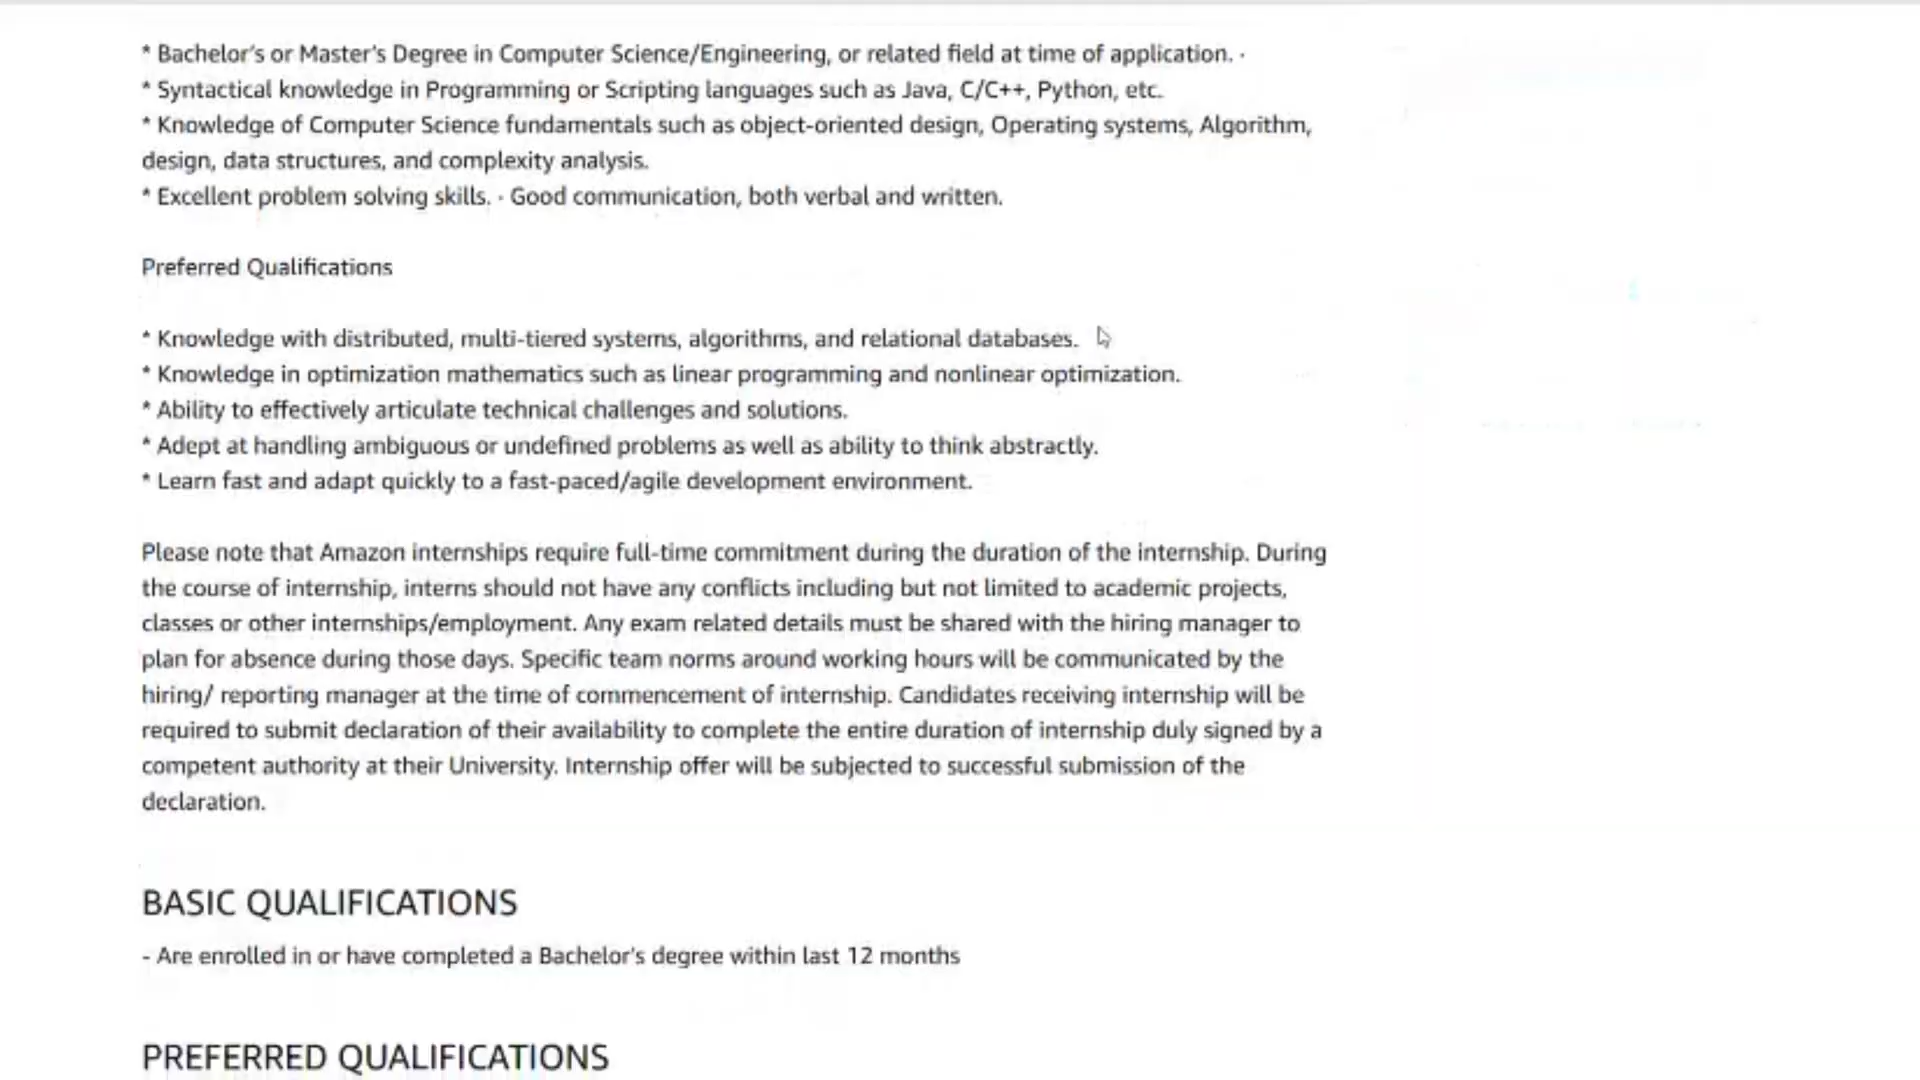 * Bachelor's or Master's Degree in Computer Science/Engineering, or related field at time of application. ·
* Syntactical knowledge in Programming or Scripting languages such as Java, C/C++, Python, etc.
* Knowledge of Computer Science fundamentals such as object-oriented design, Operating systems, Algorithm,
design, data structures, and complexity analysis.
* Excellent problem solving skills. · Good communication, both verbal and written.
Preferred Qualifications
* Knowledge with distributed, multi-tiered systems, algorithms, and relational databases.
* Knowledge in optimization mathematics such as linear programming and nonlinear optimization.
* Ability to effectively articulate technical challenges and solutions.
* Adept at handling ambiguous or undefined problems as well as ability to think abstractly.
* Learn fast and adapt quickly to a fast-paced/agile development environment.
Please note that Amazon internships require full-time commitment during the duration of the internship. During
the course of internship, interns should not have any conflicts including but not limited to academic projects,
classes or other internships/employment. Any exam related details must be shared with the hiring manager to
plan for absence during those days. Specific team norms around working hours will be communicated by the
hiring/ reporting manager at the time of commencement of internship. Candidates receiving internship will be
required to submit declaration of their availability to complete the entire duration of internship duly signed by a
competent authority at their University. Internship offer will be subjected to successful submission of the
declaration.
BASIC QUALIFICATIONS
- Are enrolled in or have completed a Bachelor's degree within last 12 months
PREFERRED QUALIFICATIONS